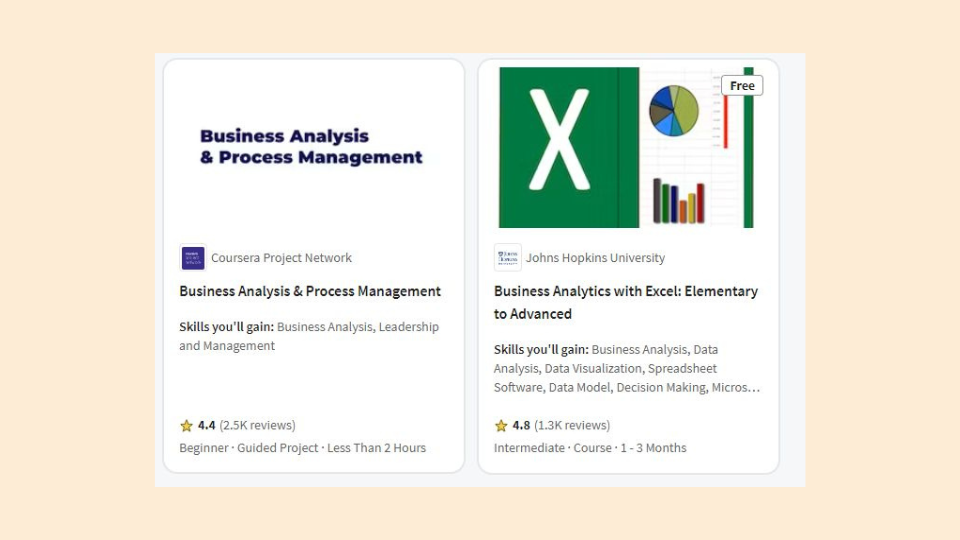 Business Analysis
& Process Management
Coursera Project Network
Business Analysis & Process Management
Skills you'll gain: Business Analysis, Leadership
and Management
4.4 (2.5K reviews)
Beginner · Guided Project · Less Than 2 Hours
X
Free
Johns Hopkins University
Business Analytics with Excel: Elementary
to Advanced
Skills you'll gain: Business Analysis, Data
Analysis, Data Visualization, Spreadsheet
Software, Data Model, Decision Making, Micros...
4.8 (1.3K reviews)
Intermediate · Course · 1 - 3 Months